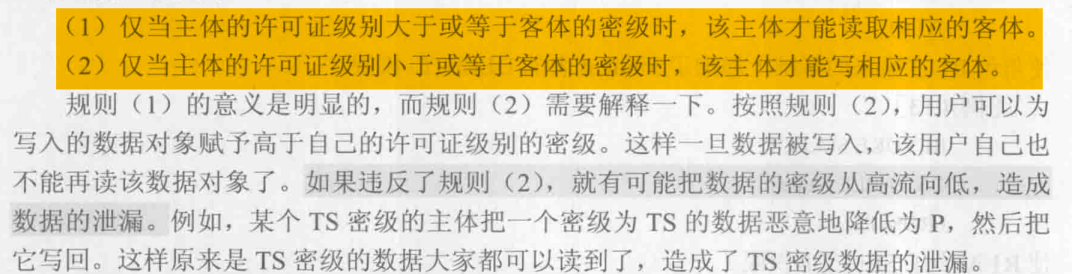 （1）仅当主体的许可证级别大于或等于客体的密级时，该主体才能读取相应的客体。
（2）仅当主体的许可证级别小于或等于客体的密级时，该主体才能写相应的客体。
规则（1）的意义是明显的，而规则（2）需要解释一下。按照规则（2），用户可以为
写入的数据对象赋予高于自己的许可证级别的密级。这样一旦数据被写入，该用户自己也
不能再读该数据对象了。如果违反了规则（2），就有可能把数据的密级从高流向低，造成
数据的泄漏。例如，某个 TS 密级的主体把一个密级为 TS 的数据恶意地降低为 P，然后把
它写回。这样原来是 TS 密级的数据大家都可以读到了，造成了 TS 密级数据的泄漏。